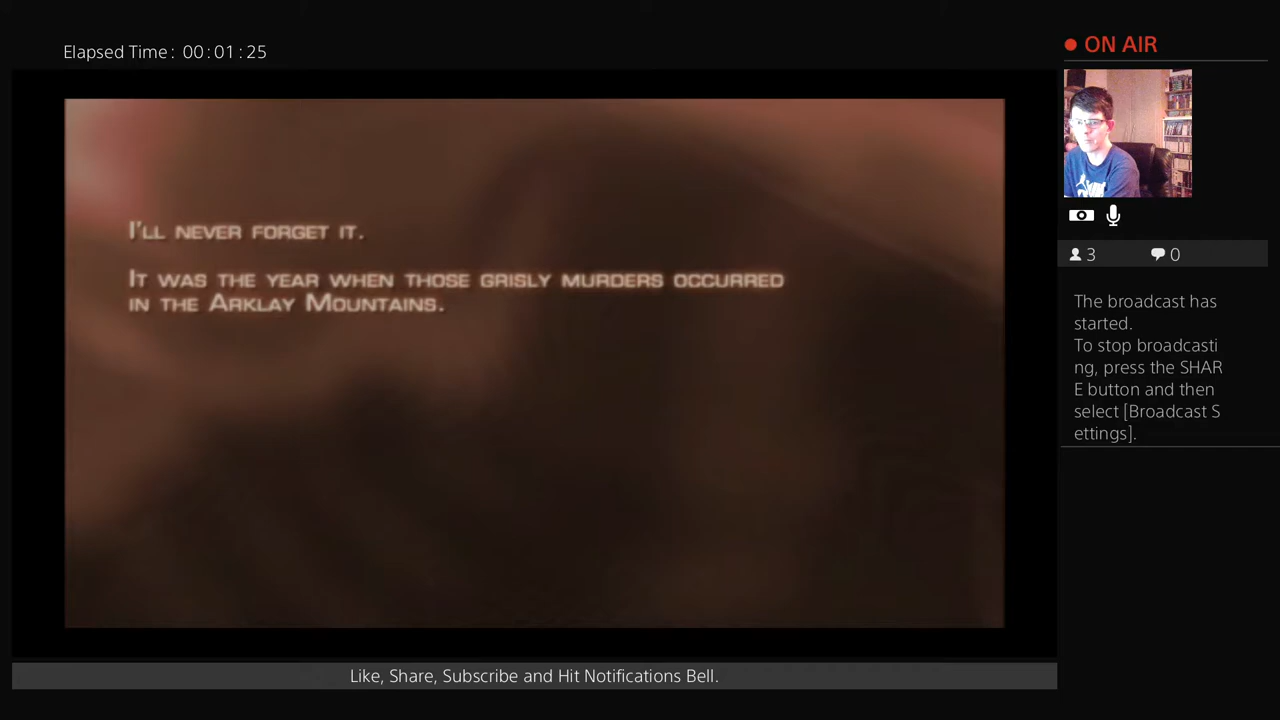 Elapsed Time: 00:01:25
ON AIR
I'LL NEVER FORGET IT.
IT WAS THE YEAR WHEN THOSE GRISLY MURDERS OCCURRED
IN THE ARKLAY MOUNTAINS.
3
0
The broadcast has
started.
To stop broadcasti
ng, press the SHAR
E button and then
select [Broadcast S
ettings].
Like, Share, Subscribe and Hit Notifications Bell.